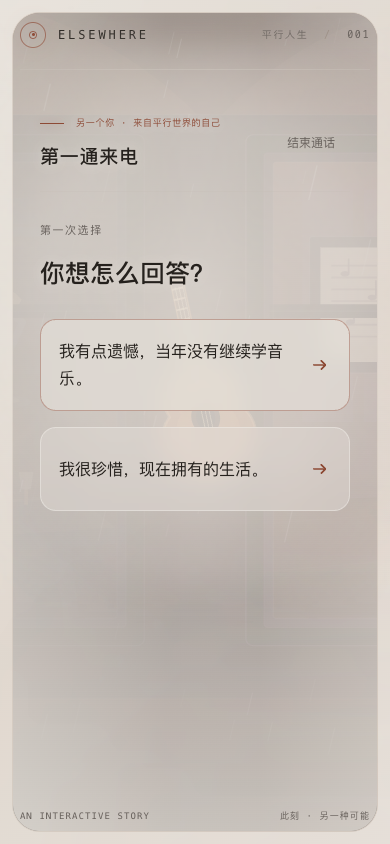 ELSEWHERE
平行人生 / 001
另一个你 · 来自平行世界的自己
第一通来电
结束通话
第一次选择
你想怎么回答?
我有点遗憾，当年没有继续学音
乐。
→
我很珍惜，现在拥有的生活。
→
AN INTERACTIVE STORY
此刻 · 另一种可能